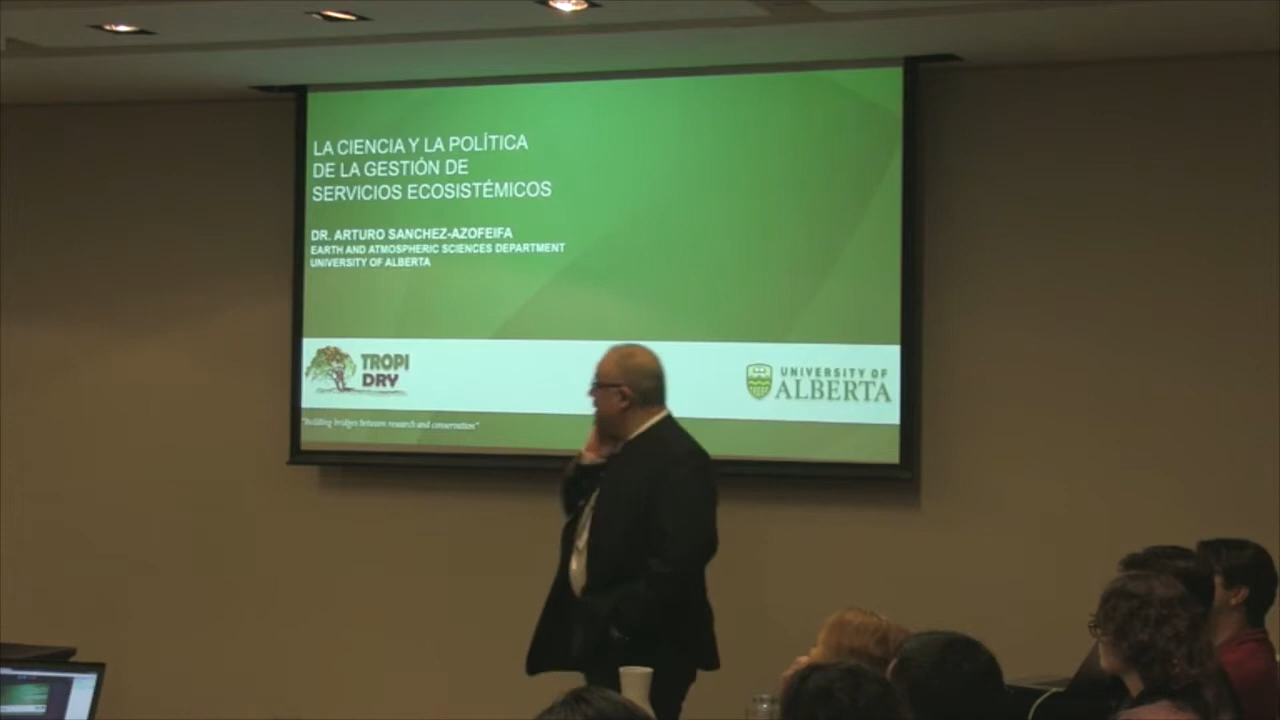 LA CIENCIA Y LA POLÍTICA
DE LA GESTIÓN DE
SERVICIOS ECOSISTÉMICOS
DR. ARTURO SANCHEZ-AZOFEIFA
EARTH AND ATMOSPHERIC SCIENCES DEPARTMENT
UNIVERSITY OF ALBERTA
TROPI
DRY
UNIVERSITY OF
ALBERTA
"Building bridges between research and conservation"